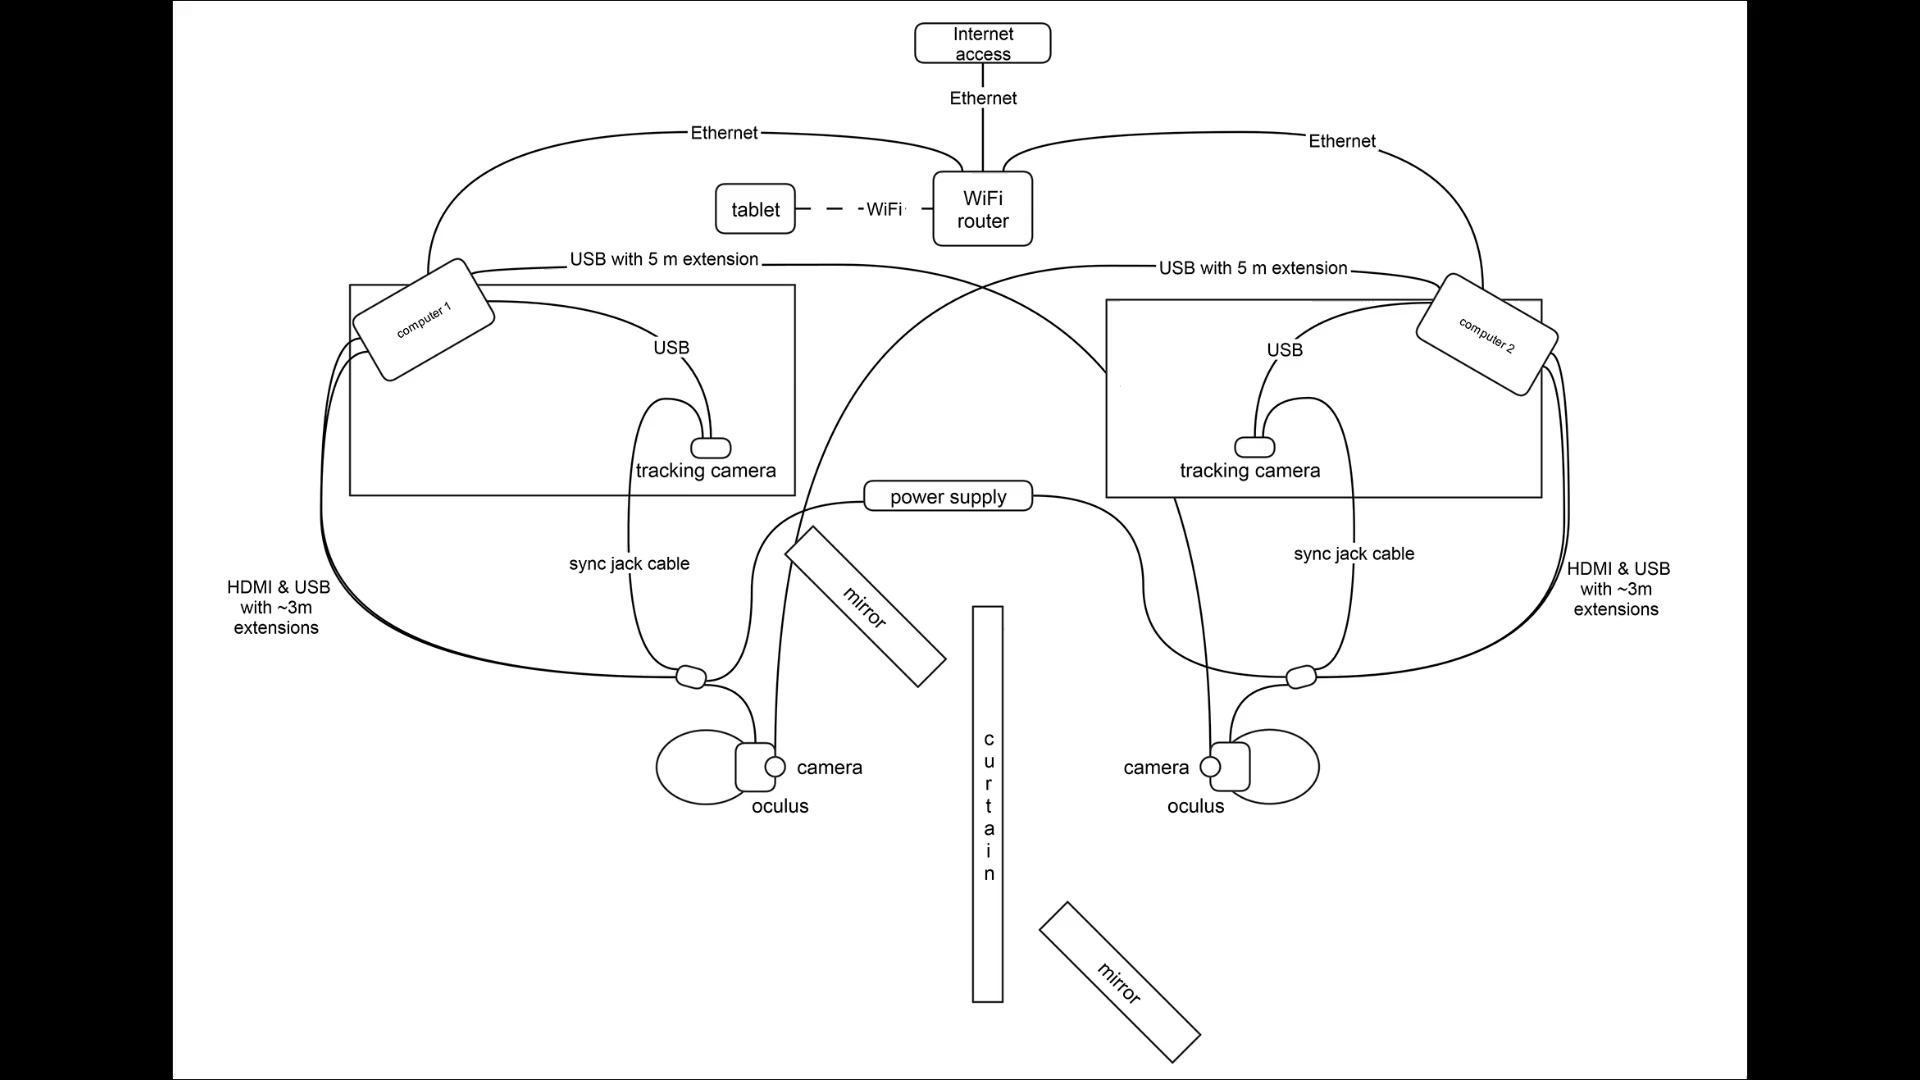 Internet
access
Ethernet
Ethernet
Ethernet
tablet
WiFi
WiFi
router
USB with 5 m extension
USB with 5 m extension
computer 1
computer 2
USB
USB
tracking camera
tracking camera
power supply
sync jack cable
sync jack cable
HDMI & USB
with ~3m
extensions
HDMI & USB
with ~3m
extensions
mirror
curtain
camera
oculus
camera
oculus
mirror